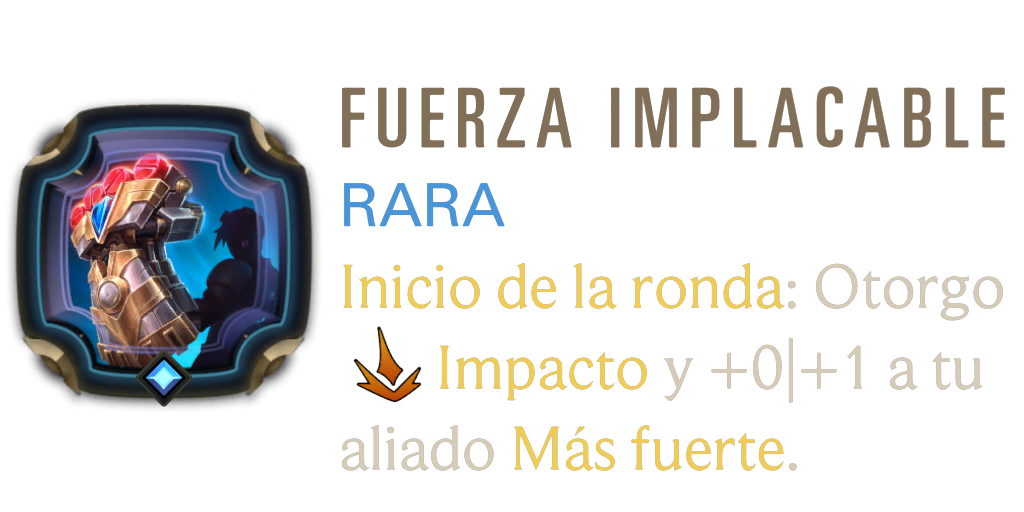 FUERZA IMPLACABLE
RARA
Inicio de la ronda: Otorgo
Impacto y +0|+1 a tu
aliado Más fuerte.